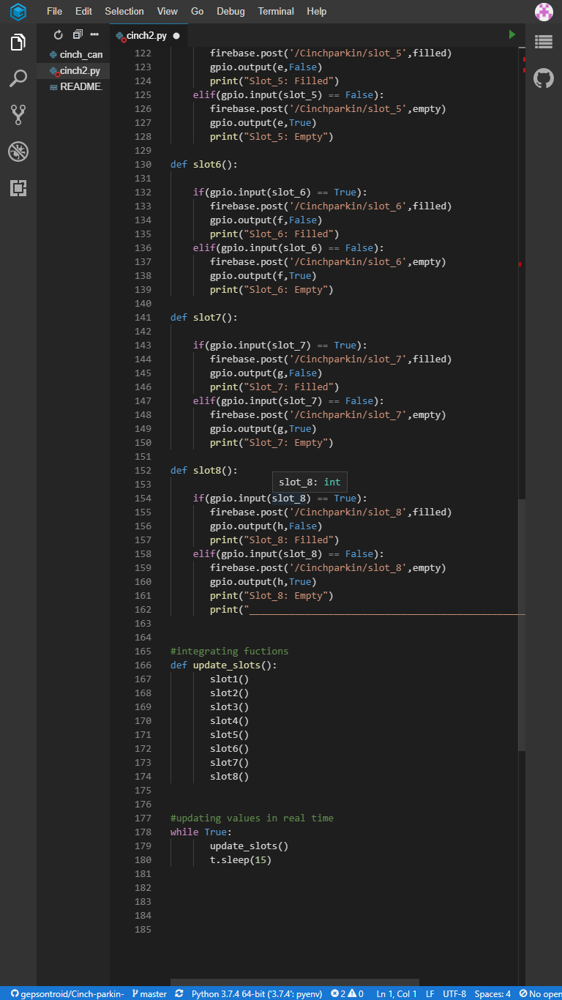 File Edit Selection View Go Debug Terminal Help
cinch2.py
cinch_can
cinch2.py
README.
122 firebase.post('/Cinchparkin/slot_5',filled)
123 gpio.output(e,False)
124 print("Slot_5: Filled")
125 elif(gpio.input(slot_5) == False):
126 firebase.post('/Cinchparkin/slot_5',empty)
127 gpio.output(e,True)
128 print("Slot_5: Empty")
129
130 def slot6():
131
132 if(gpio.input(slot_6) == True):
133 firebase.post('/Cinchparkin/slot_6',filled)
134 gpio.output(f,False)
135 print("Slot_6: Filled")
136 elif(gpio.input(slot_6) == False):
137 firebase.post('/Cinchparkin/slot_6',empty)
138 gpio.output(f,True)
139 print("Slot_6: Empty")
140
141 def slot7():
142
143 if(gpio.input(slot_7) == True):
144 firebase.post('/Cinchparkin/slot_7',filled)
145 gpio.output(g,False)
146 print("Slot_7: Filled")
147 elif(gpio.input(slot_7) == False):
148 firebase.post('/Cinchparkin/slot_7',empty)
149 gpio.output(g,True)
150 print("Slot_7: Empty")
151
152 def slot8():
slot_8: int
153
154 if(gpio.input(slot_8) == True):
155 firebase.post('/Cinchparkin/slot_8',filled)
156 gpio.output(h,False)
157 print("Slot_8: Filled")
158 elif(gpio.input(slot_8) == False):
159 firebase.post('/Cinchparkin/slot_8',empty)
160 gpio.output(h,True)
161 print("Slot_8: Empty")
162 print("_________________________________________________
163
164
165 #integrating fuctions
166 def update_slots():
167 slot1()
168 slot2()
169 slot3()
170 slot4()
171 slot5()
172 slot6()
173 slot7()
174 slot8()
175
176
177 #updating values in real time
178 while True:
179 update_slots()
180 t.sleep(15)
181
182
183
184
185
gepsontroid/Cinch-parkin- master Python 3.7.4 64-bit ('3.7.4': pyenv) 2 0 Ln 1, Col 1 LF UTF-8 Spaces: 4 No open